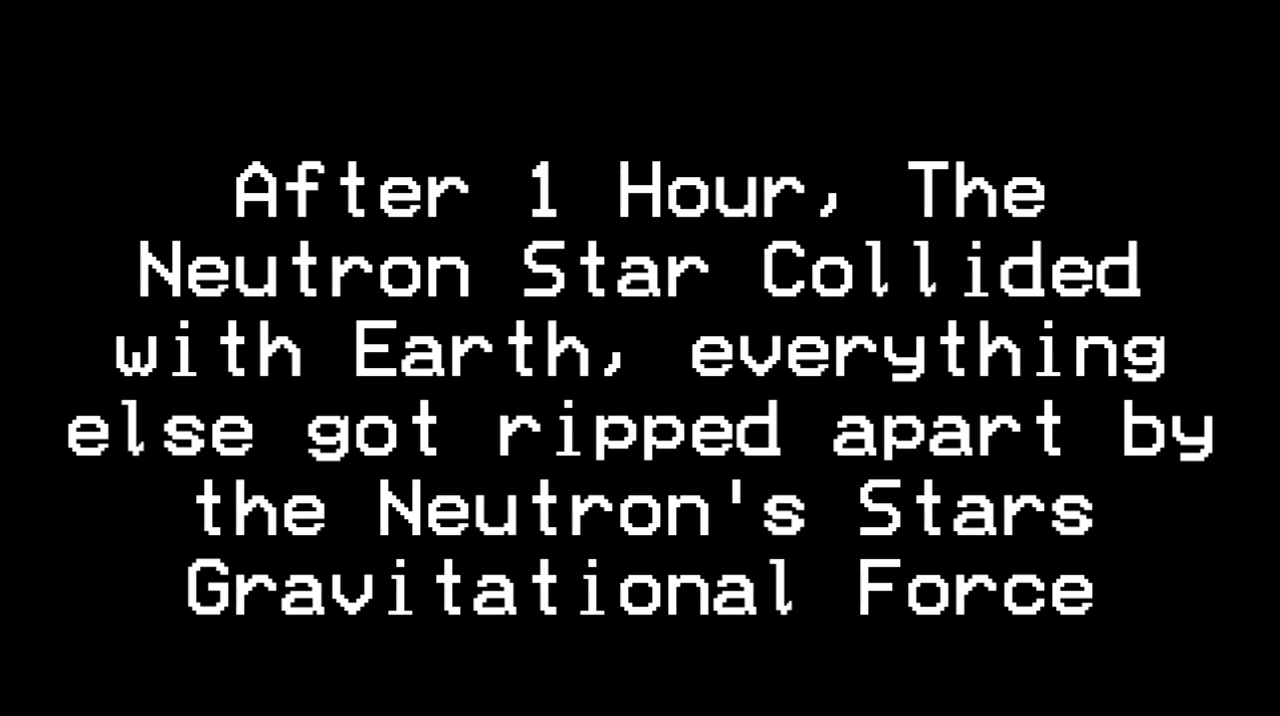 After 1 Hour, The
Neutron Star Collided
with Earth, everything
else got ripped apart by
the Neutron's Stars
Gravitational Force